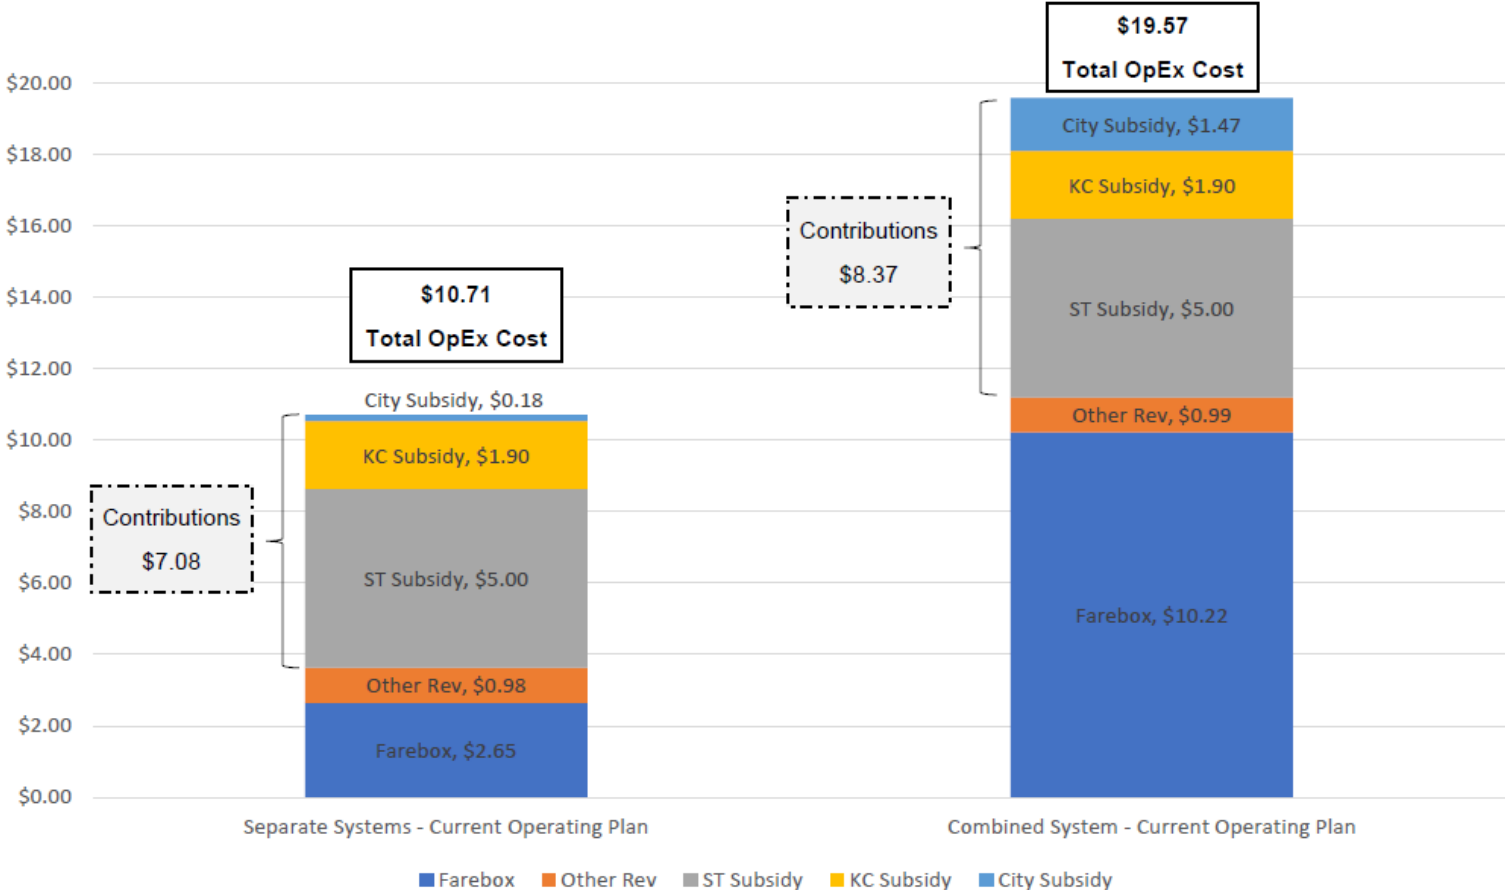 $19.57
Total OpEx Cost
$20.00
$18.00
$16.00
$14.00
$12.00
$10.00
$8.00
$6.00
$4.00
$2.00
$0.00
$10.71
Total OpEx Cost
City Subsidy, $0.18
KC Subsidy, $1.90
ST Subsidy, $5.00
Other Rev, $0.98
Farebox, $2.65
Contributions
$7.08
City Subsidy, $1.47
KC Subsidy, $1.90
ST Subsidy, $5.00
Other Rev, $0.99
Farebox, $10.22
Contributions
$8.37
Separate Systems - Current Operating Plan
Combined System - Current Operating Plan
Farebox
Other Rev
ST Subsidy
KC Subsidy
City Subsidy